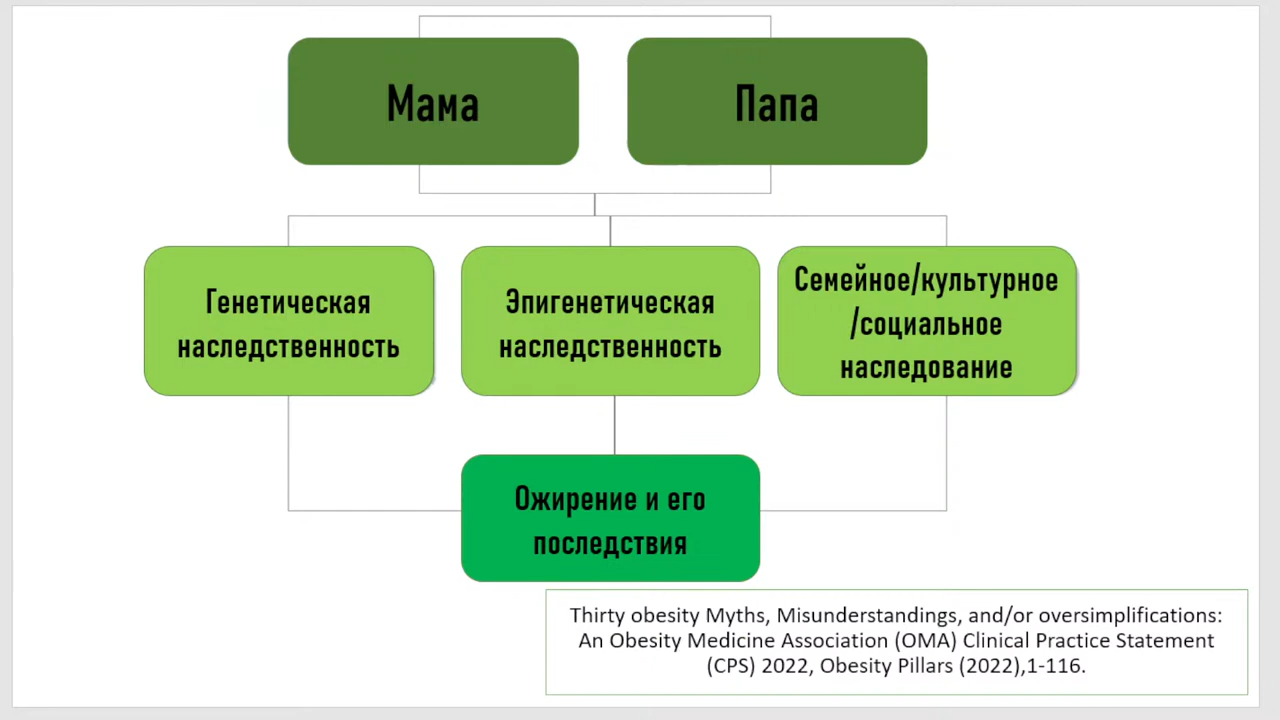 Мама
Папа
Генетическая
наследственность
Эпигенетическая
наследственность
Семейное/культурное
/социальное
наследование
Ожирение и его
последствия
Thirty obesity Myths, Misunderstandings, and/or oversimplifications:
An Obesity Medicine Association (OMA) Clinical Practice Statement
(CPS) 2022, Obesity Pillars (2022),1-116.